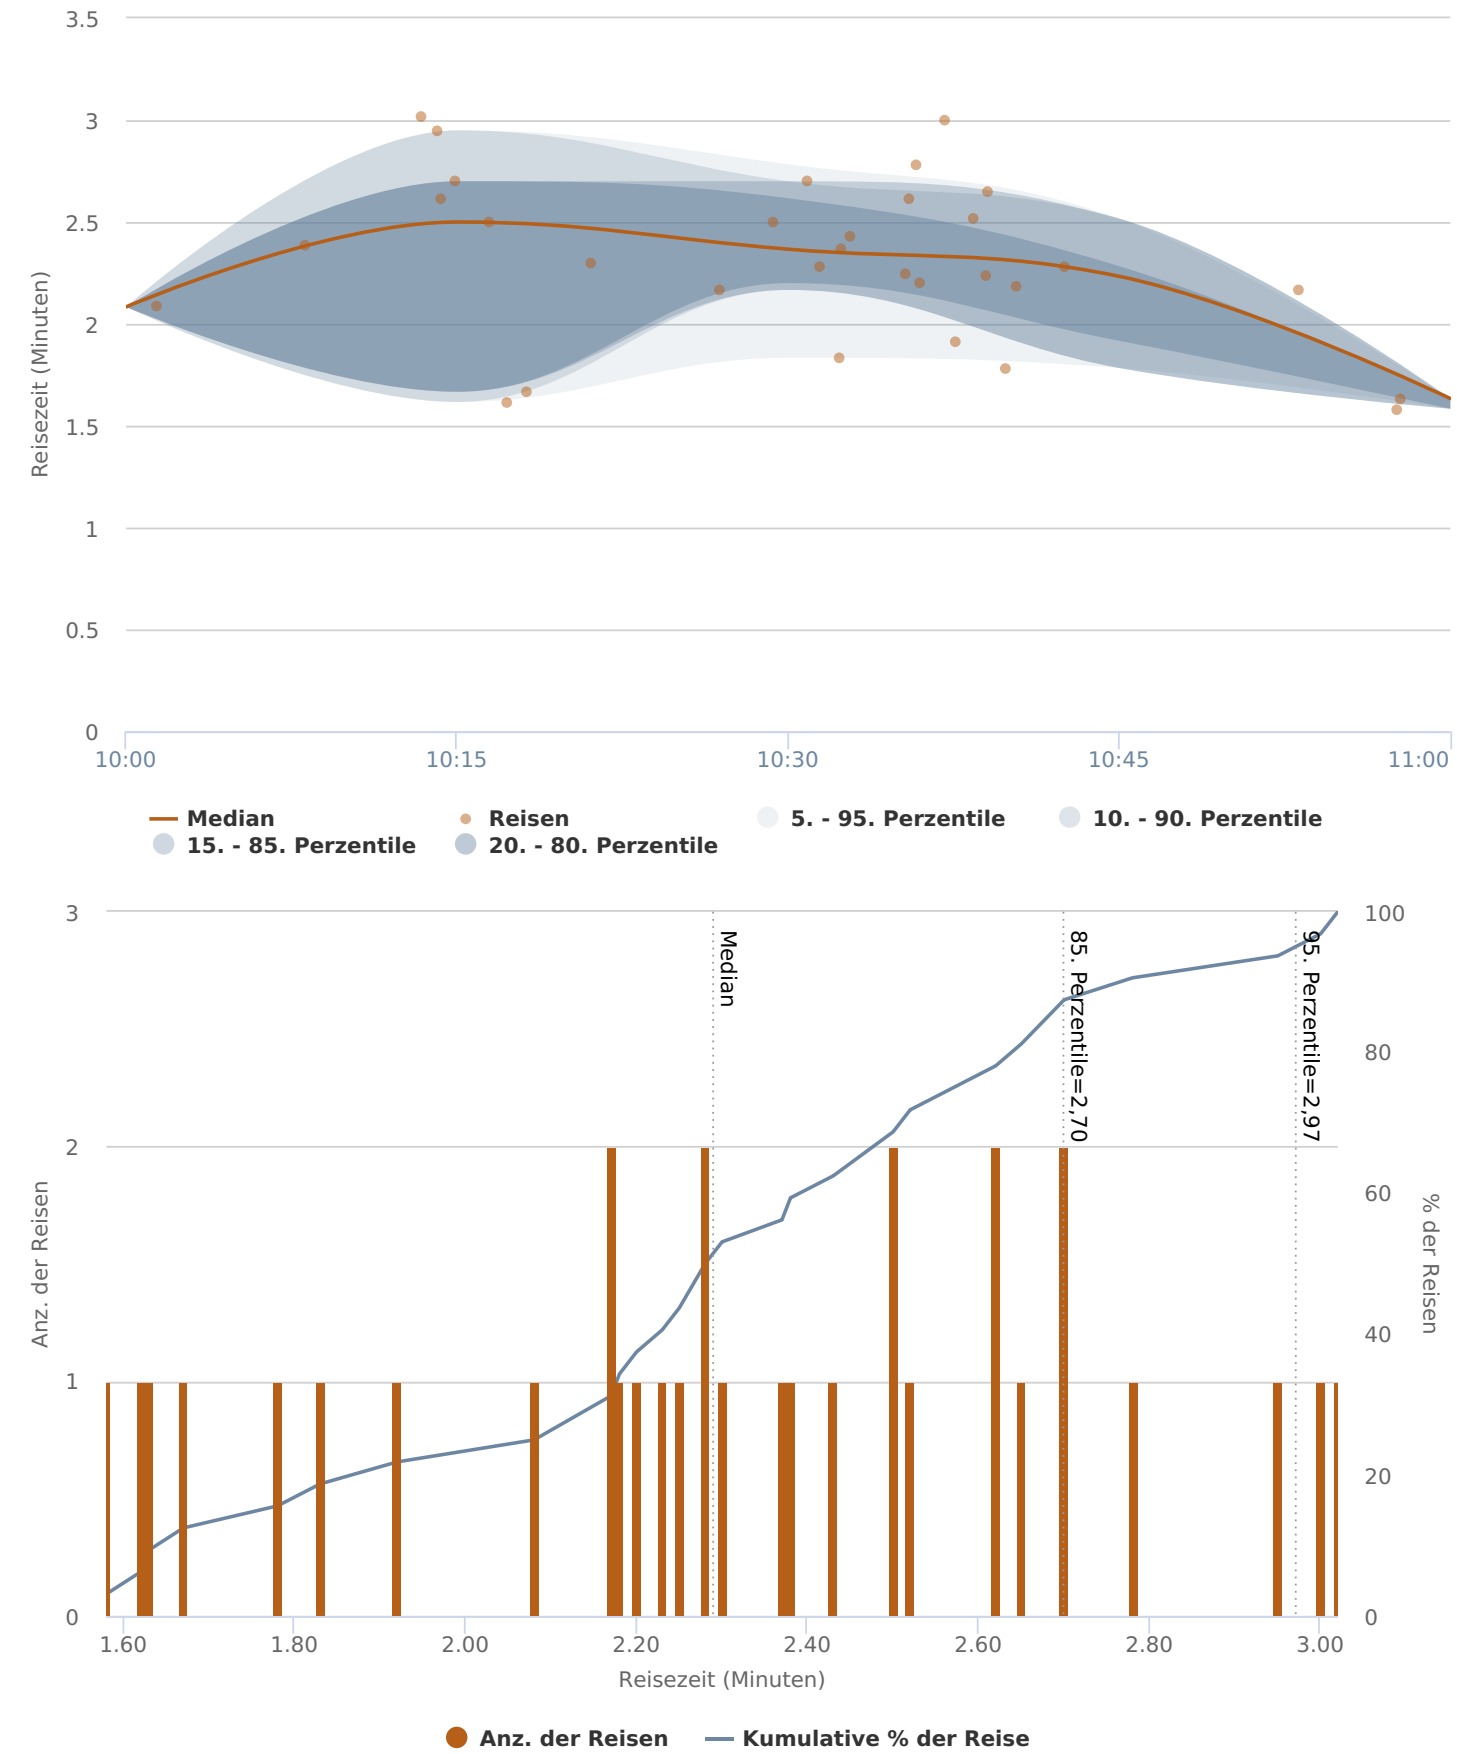 3.5
3
2.5
2
1.5
1
0.5
0
Reisezeit (Minuten)
10:00 10:15 10:30 10:45 11:00
Median Reisen 5. - 95. Perzentile 10. - 90. Perzentile
15. - 85. Perzentile 20. - 80. Perzentile
3
2
1
0
Anz. der Reisen
Median
85. Perzentile=2,70
95. Perzentile=2,97
100
80
60
40
20
0
% der Reisen
1.60 1.80 2.00 2.20 2.40 2.60 2.80 3.00
Reisezeit (Minuten)
Anz. der Reisen Kumulative % der Reise